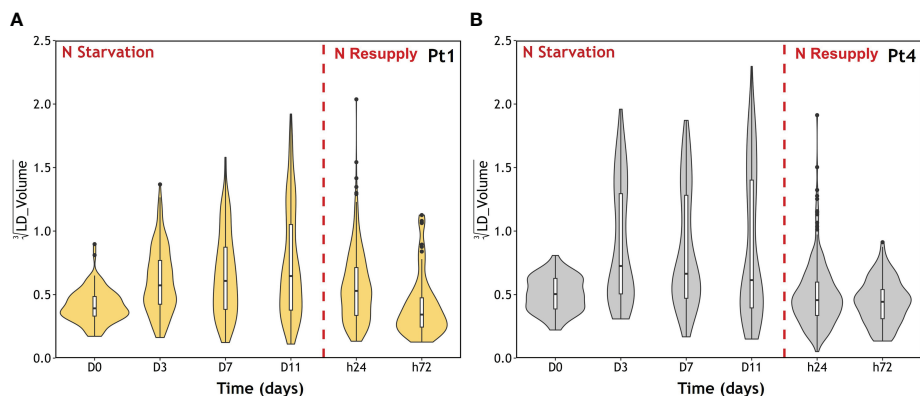 A
N Starvation
N Resupply
Pt1
2.5
2.0
1.5
1.0
0.5
0.0
∛LD_Volume
D0 D3 D7 D11 h24 h72
Time (days)
B
N Starvation
N Resupply
Pt4
2.5
2.0
1.5
1.0
0.5
0.0
∛LD_Volume
D0 D3 D7 D11 h24 h72
Time (days)